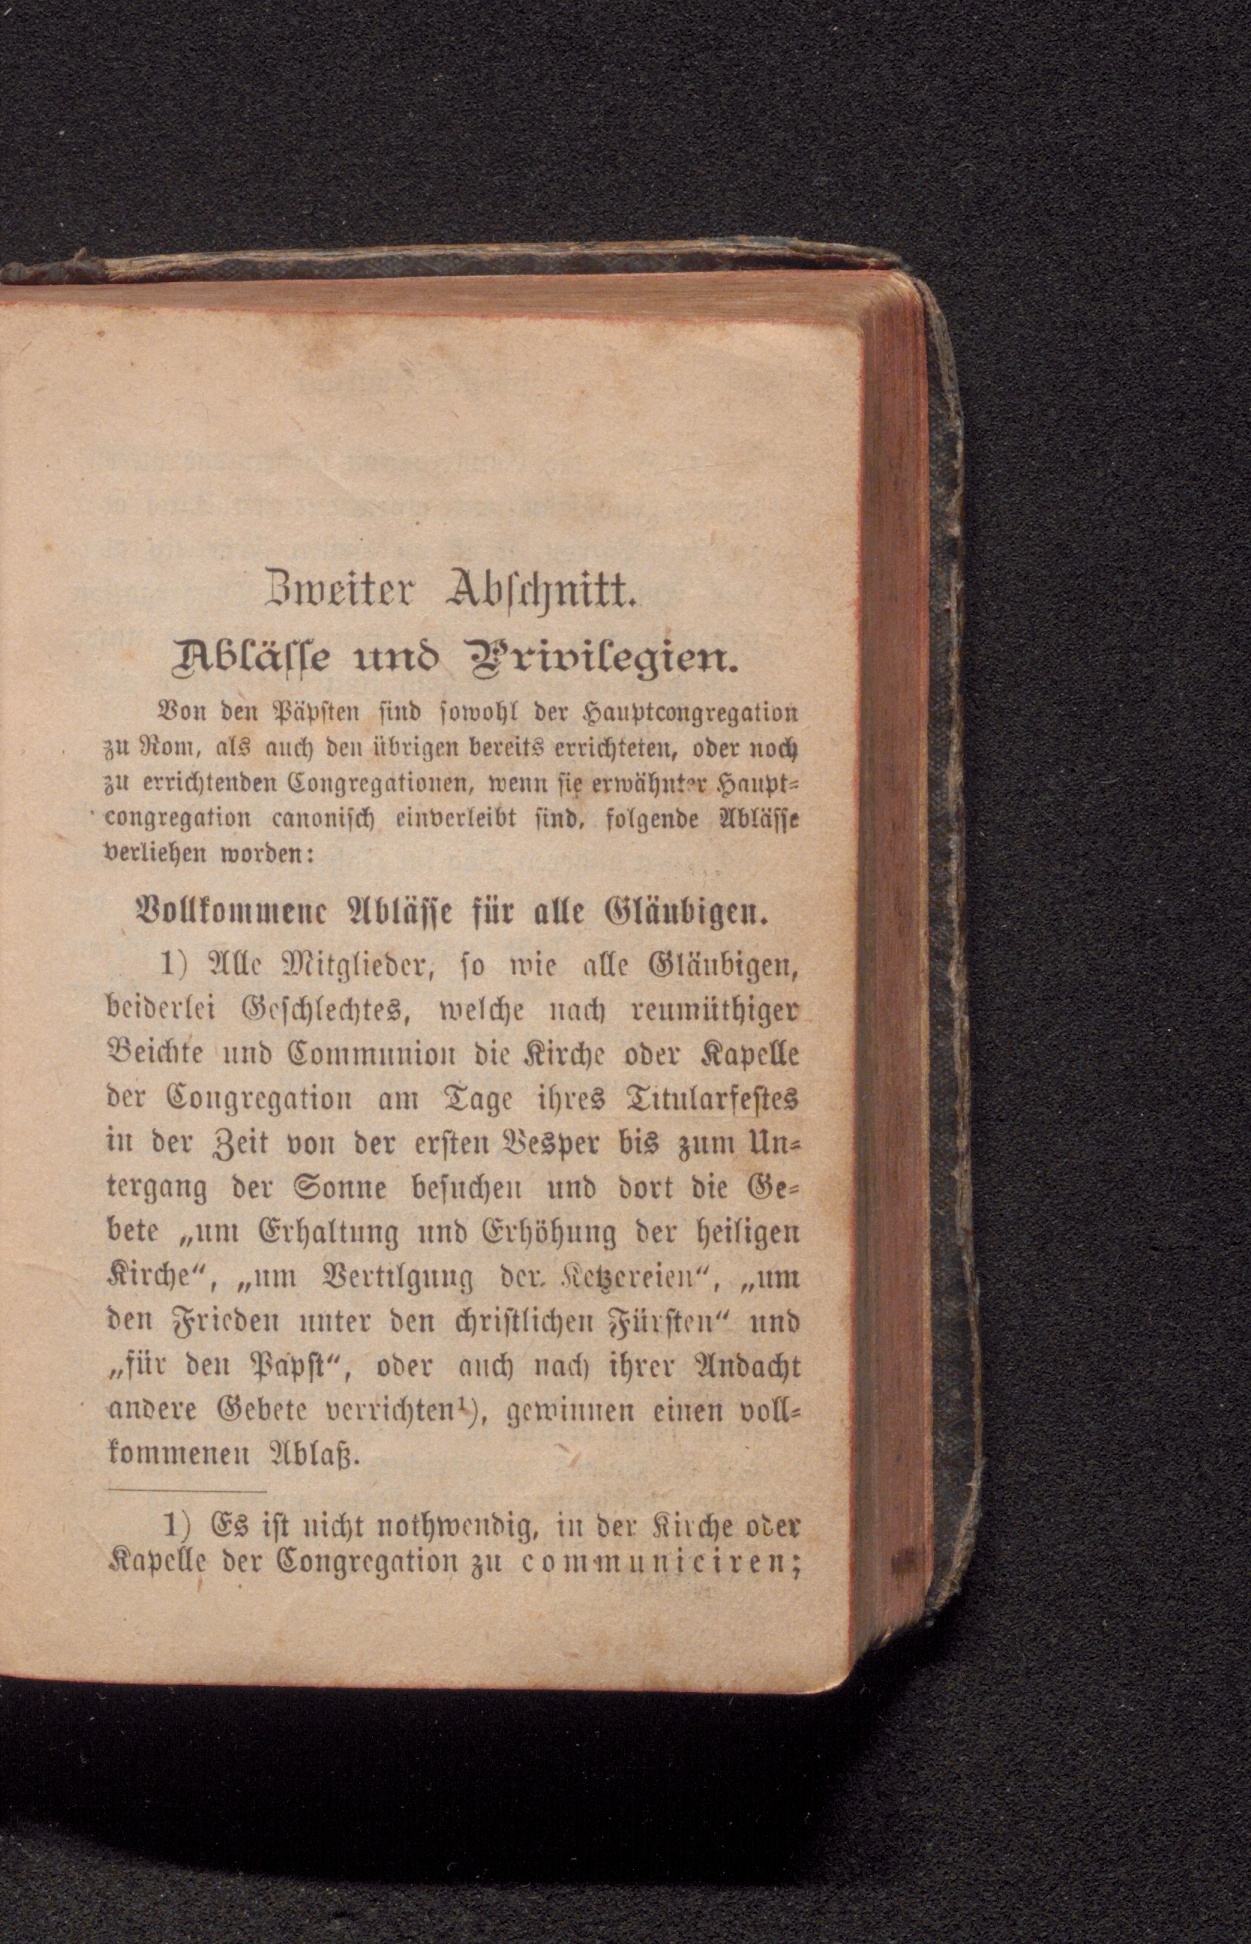 Zweiter Abschnitt.
Ablässe und Privilegien.
Von den Päpsten sind sowohl der Hauptcongregation
zu Rom, als auch den übrigen bereits errichteten, oder noch
zu errichtenden Congregationen, wenn sie erwähnter Haupt-
congregation canonisch einverleibt sind, folgende Ablässe
verliehen worden:
Vollkommene Ablässe für alle Gläubigen.
1) Alle Mitglieder, so wie alle Gläubigen,
beiderlei Geschlechtes, welche nach reumüthiger
Beichte und Communion die Kirche oder Kapelle
der Congregation am Tage ihres Titularfestes
in der Zeit von der ersten Vesper bis zum Un-
tergang der Sonne besuchen und dort die Ge-
bete „um Erhaltung und Erhöhung der heiligen
Kirche“, „um Vertilgung der Ketzereien“, „um
den Frieden unter den christlichen Fürsten“ und
„für den Papst“, oder auch nach ihrer Andacht
andere Gebete verrichten¹), gewinnen einen voll-
kommenen Ablaß.
1) Es ist nicht nothwendig, in der Kirche oder
Kapelle der Congregation zu communiciren;